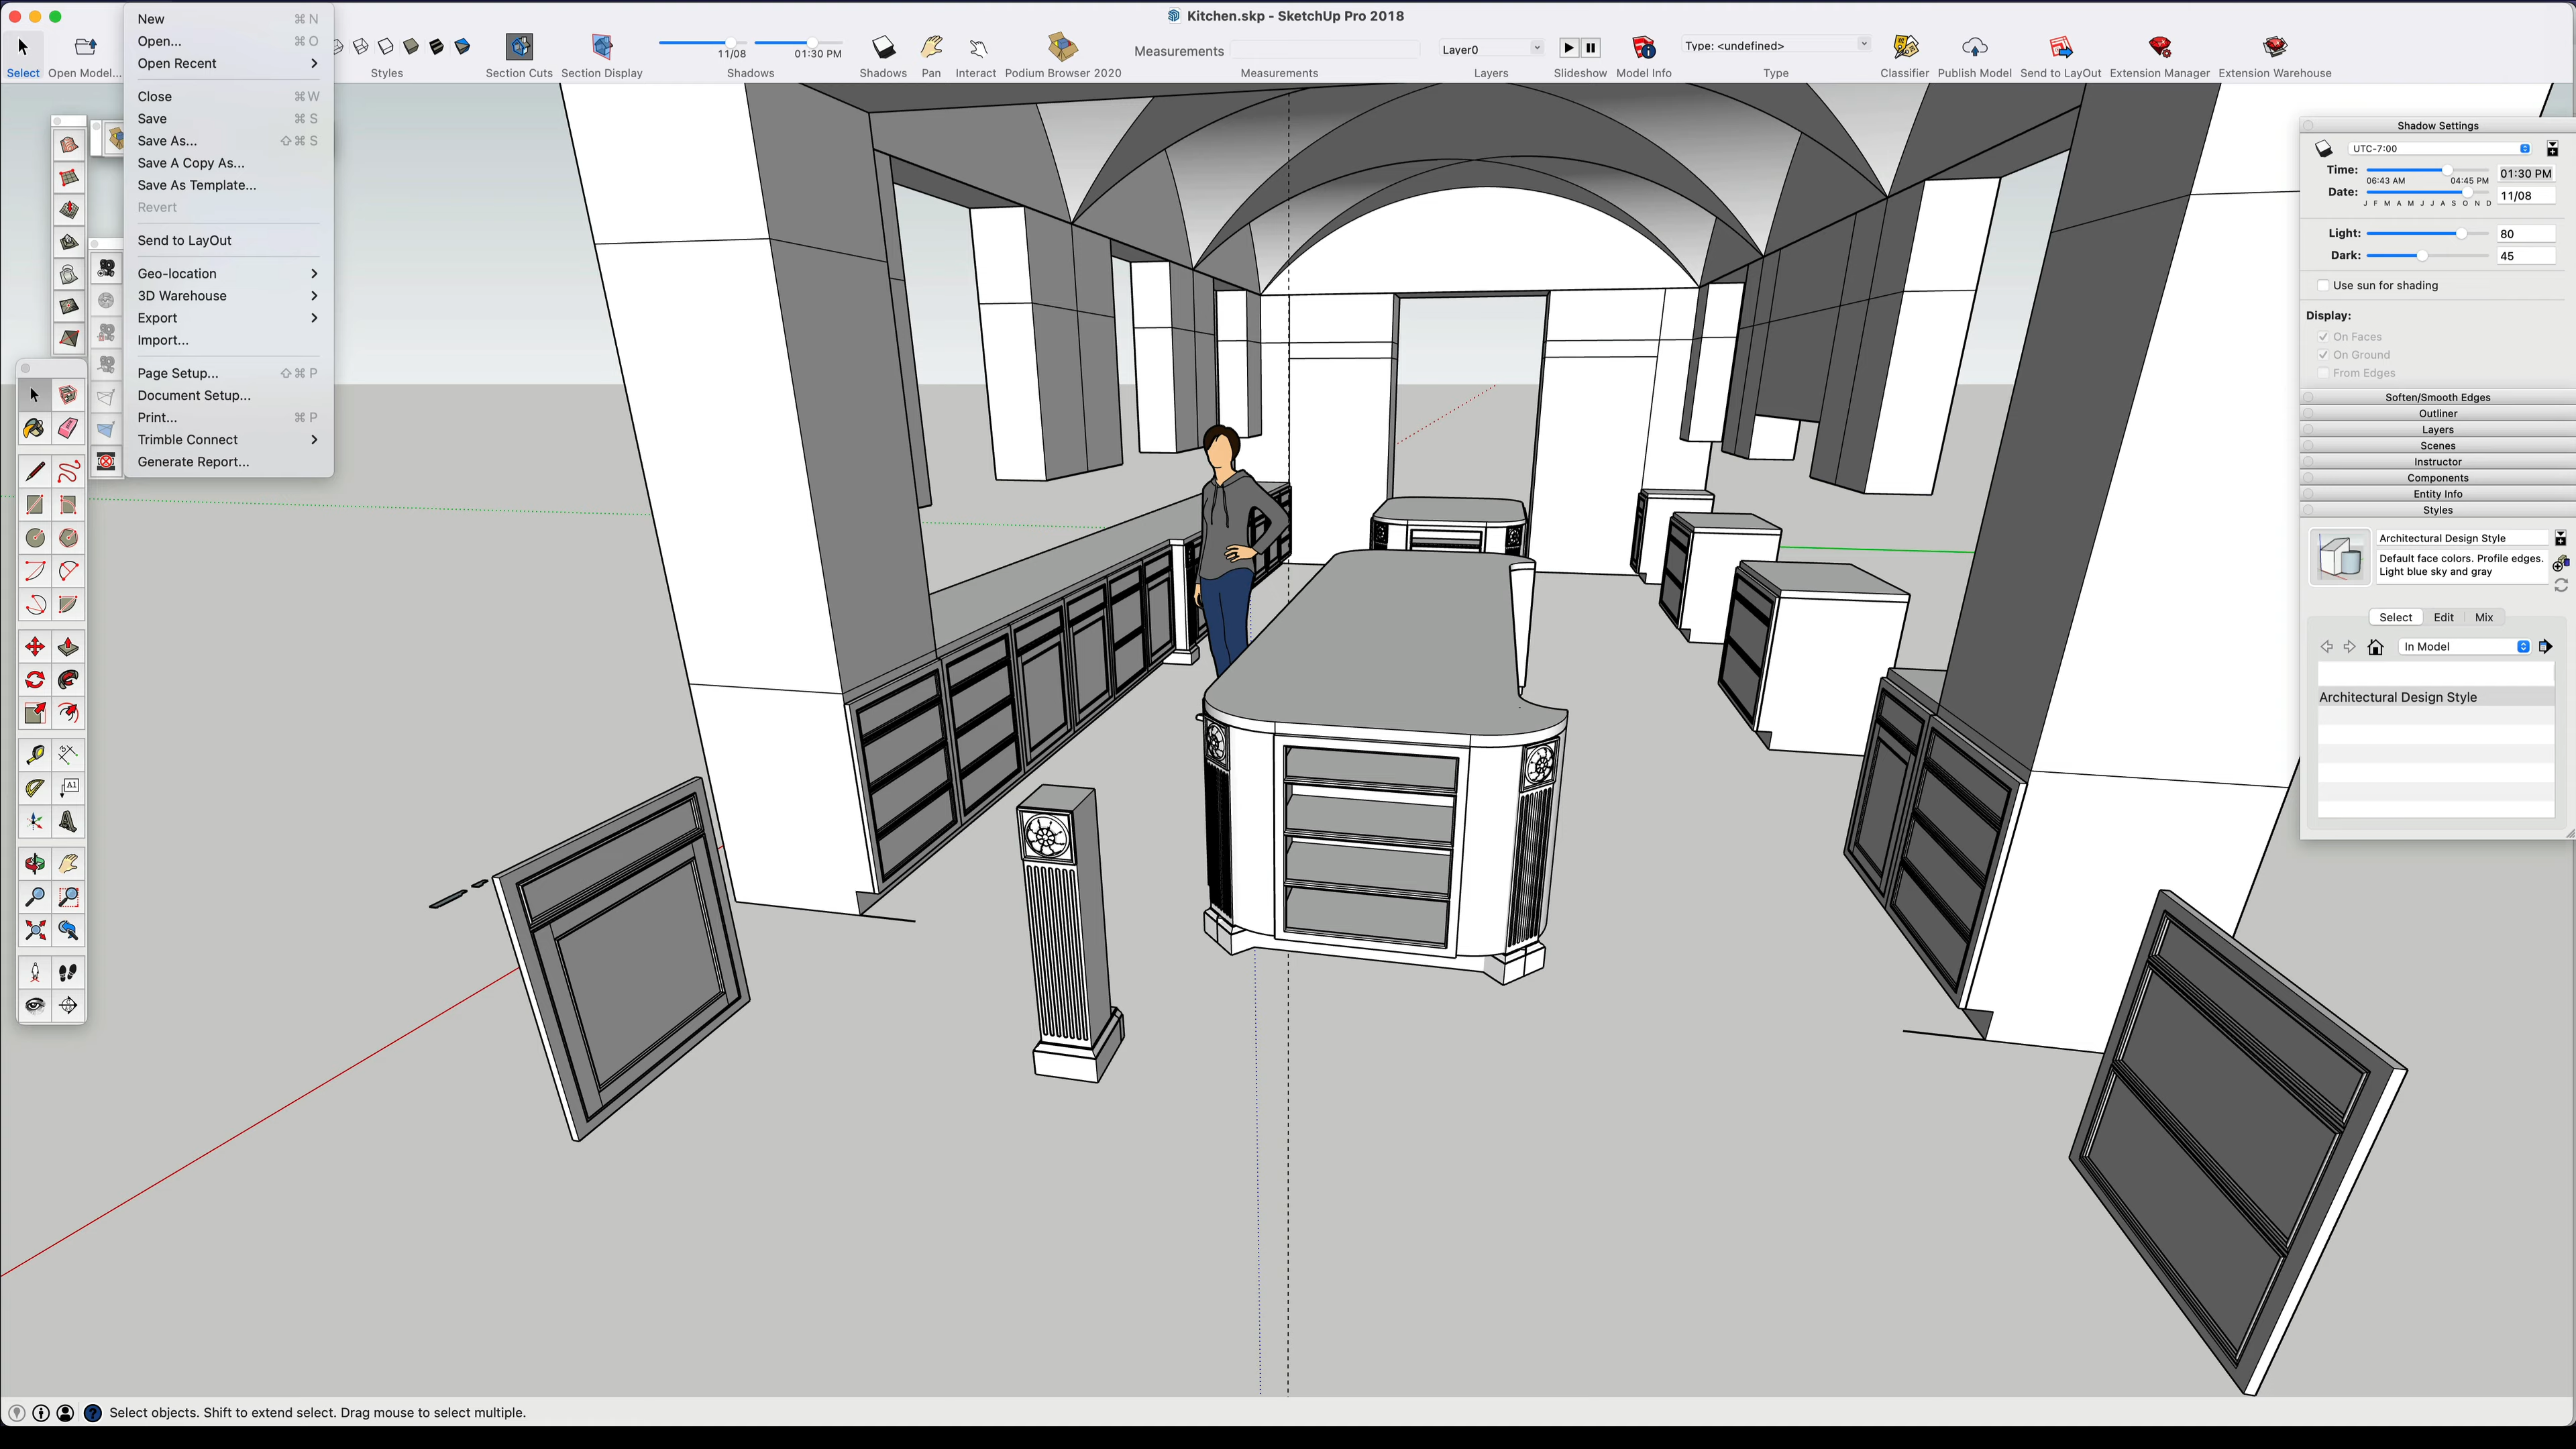 Kitchen.skp - SketchUp Pro 2018
Select
Open Model...
Styles
Section Cuts
Section Display
11/08
01:30 PM
Shadows
Shadows
Pan
Interact
Podium Browser 2020
Measurements
Measurements
Layer0
Layers
Slideshow
Model Info
Type: <undefined>
Type
Classifier
Publish Model
Send to LayOut
Extension Manager
Extension Warehouse
New ⌘ N
Open... ⌘ O
Open Recent
Close ⌘ W
Save ⌘ S
Save As... ⇧ ⌘ S
Save A Copy As...
Save As Template...
Revert
Send to LayOut
Geo-location
3D Warehouse
Export
Import...
Page Setup... ⇧ ⌘ P
Document Setup...
Print... ⌘ P
Trimble Connect
Generate Report...
A1
Shadow Settings
UTC-7:00
Time: 01:30 PM
06:43 AM 04:45 PM
Date: 11/08
J F M A M J J A S O N D
Light: 80
Dark: 45
Use sun for shading
Display:
On Faces
On Ground
From Edges
Soften/Smooth Edges
Outliner
Layers
Scenes
Instructor
Components
Entity Info
Styles
Architectural Design Style
Default face colors. Profile edges.
Light blue sky and gray
Select Edit Mix
In Model
Architectural Design Style
Select objects. Shift to extend select. Drag mouse to select multiple.